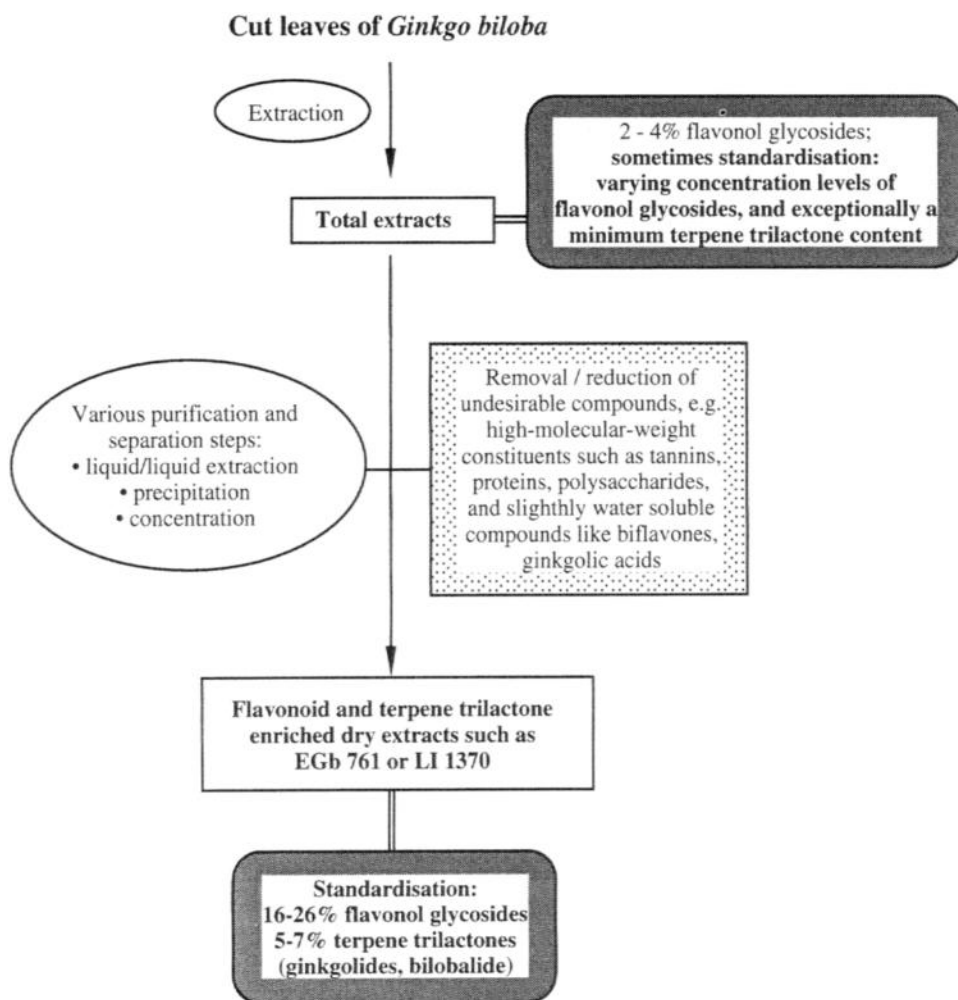 Cut leaves of Ginkgo biloba
Extraction
2 - 4% flavonol glycosides;
sometimes standardisation:
varying concentration levels of
flavonol glycosides, and exceptionally a
minimum terpene trilactone content
Total extracts
Various purification and
separation steps:
• liquid/liquid extraction
• precipitation
• concentration
Removal / reduction of
undesirable compounds, e.g.
high-molecular-weight
constituents such as tannins,
proteins, polysaccharides,
and slighthly water soluble
compounds like biflavones,
ginkgolic acids
Flavonoid and terpene trilactone
enriched dry extracts such as
EGb 761 or LI 1370
Standardisation:
16-26% flavonol glycosides
5-7% terpene trilactones
(ginkgolides, bilobalide)